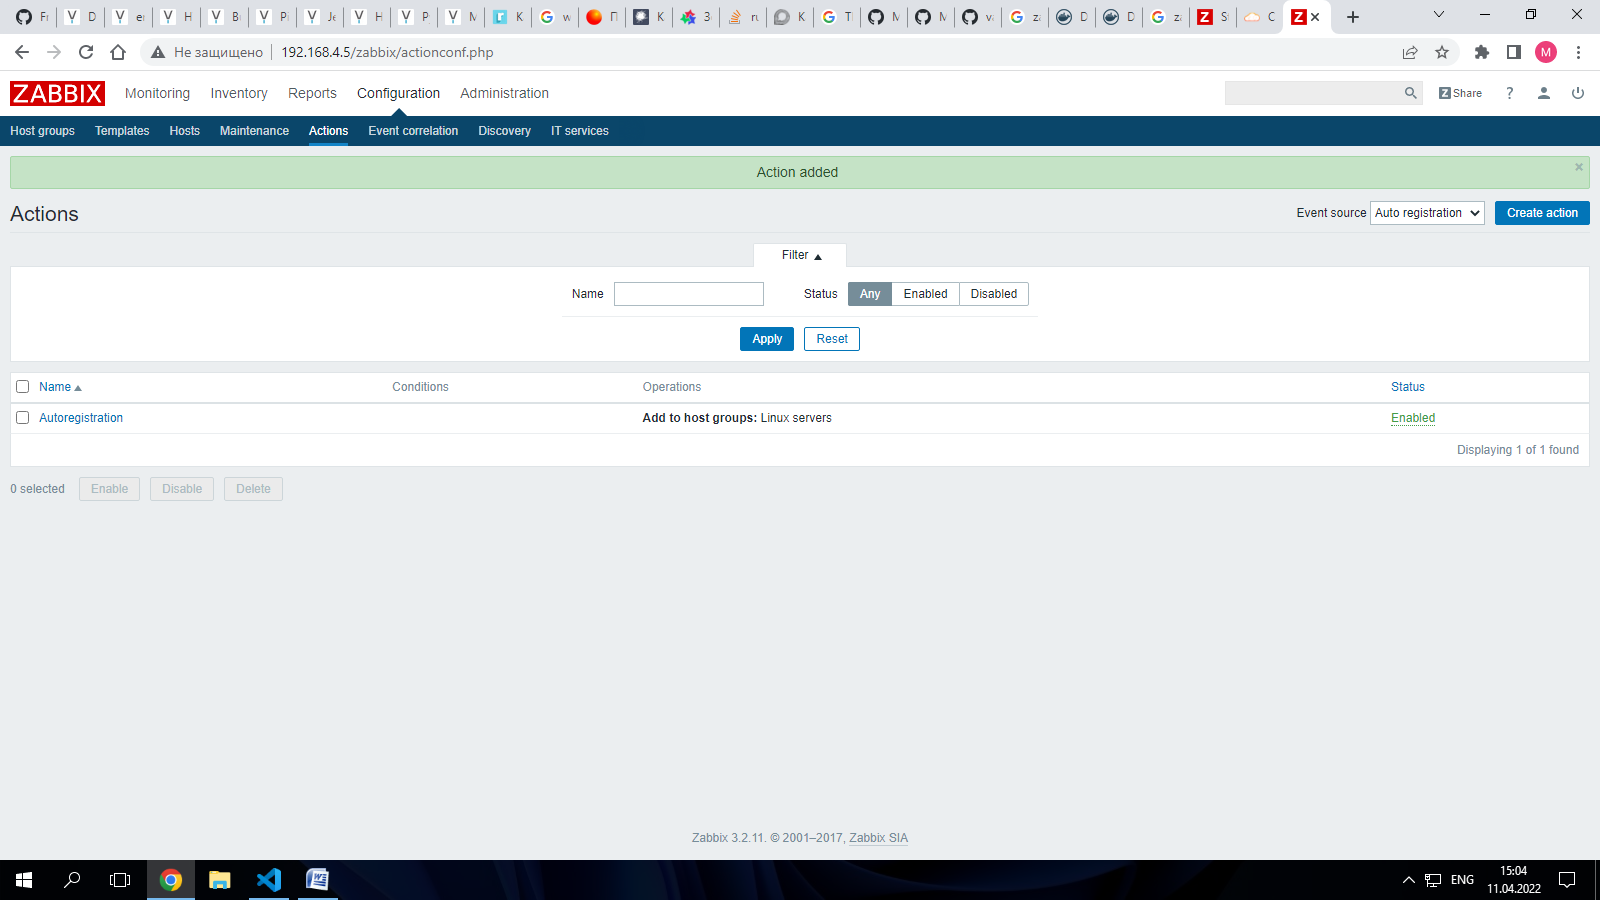 Не защищено 192.168.4.5/zabbix/actionconf.php
M
ZABBIX Monitoring Inventory Reports Configuration Administration Z Share ?
Host groups Templates Hosts Maintenance Actions Event correlation Discovery IT services
Action added
Actions Event source Auto registration Create action
Filter
Name Status Any Enabled Disabled
Apply Reset
Name Conditions Operations Status
Autoregistration Add to host groups: Linux servers Enabled
Displaying 1 of 1 found
0 selected Enable Disable Delete
Zabbix 3.2.11. © 2001–2017, Zabbix SIA
ENG 15:04
11.04.2022